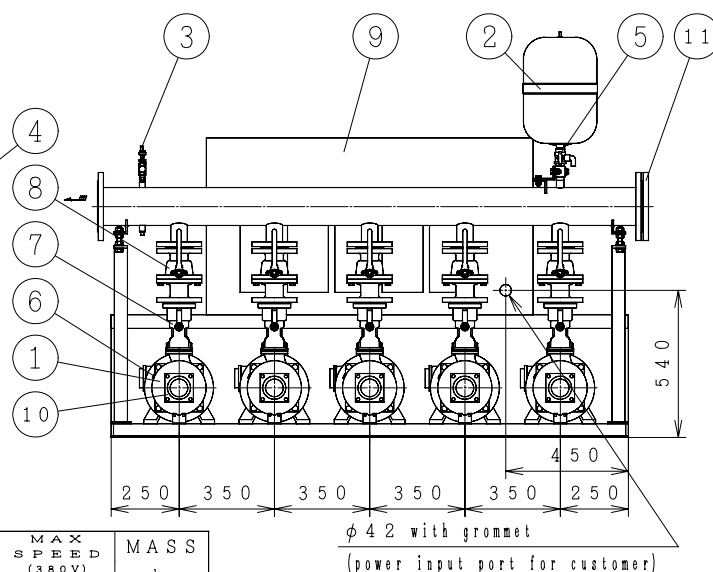 3
9
2
5
11
4
8
7
6
1
10
540
450
250 350 350 350 350 250
φ42 with grommet
(power input port for customer)
MAX
SPEED
(380V)
MASS